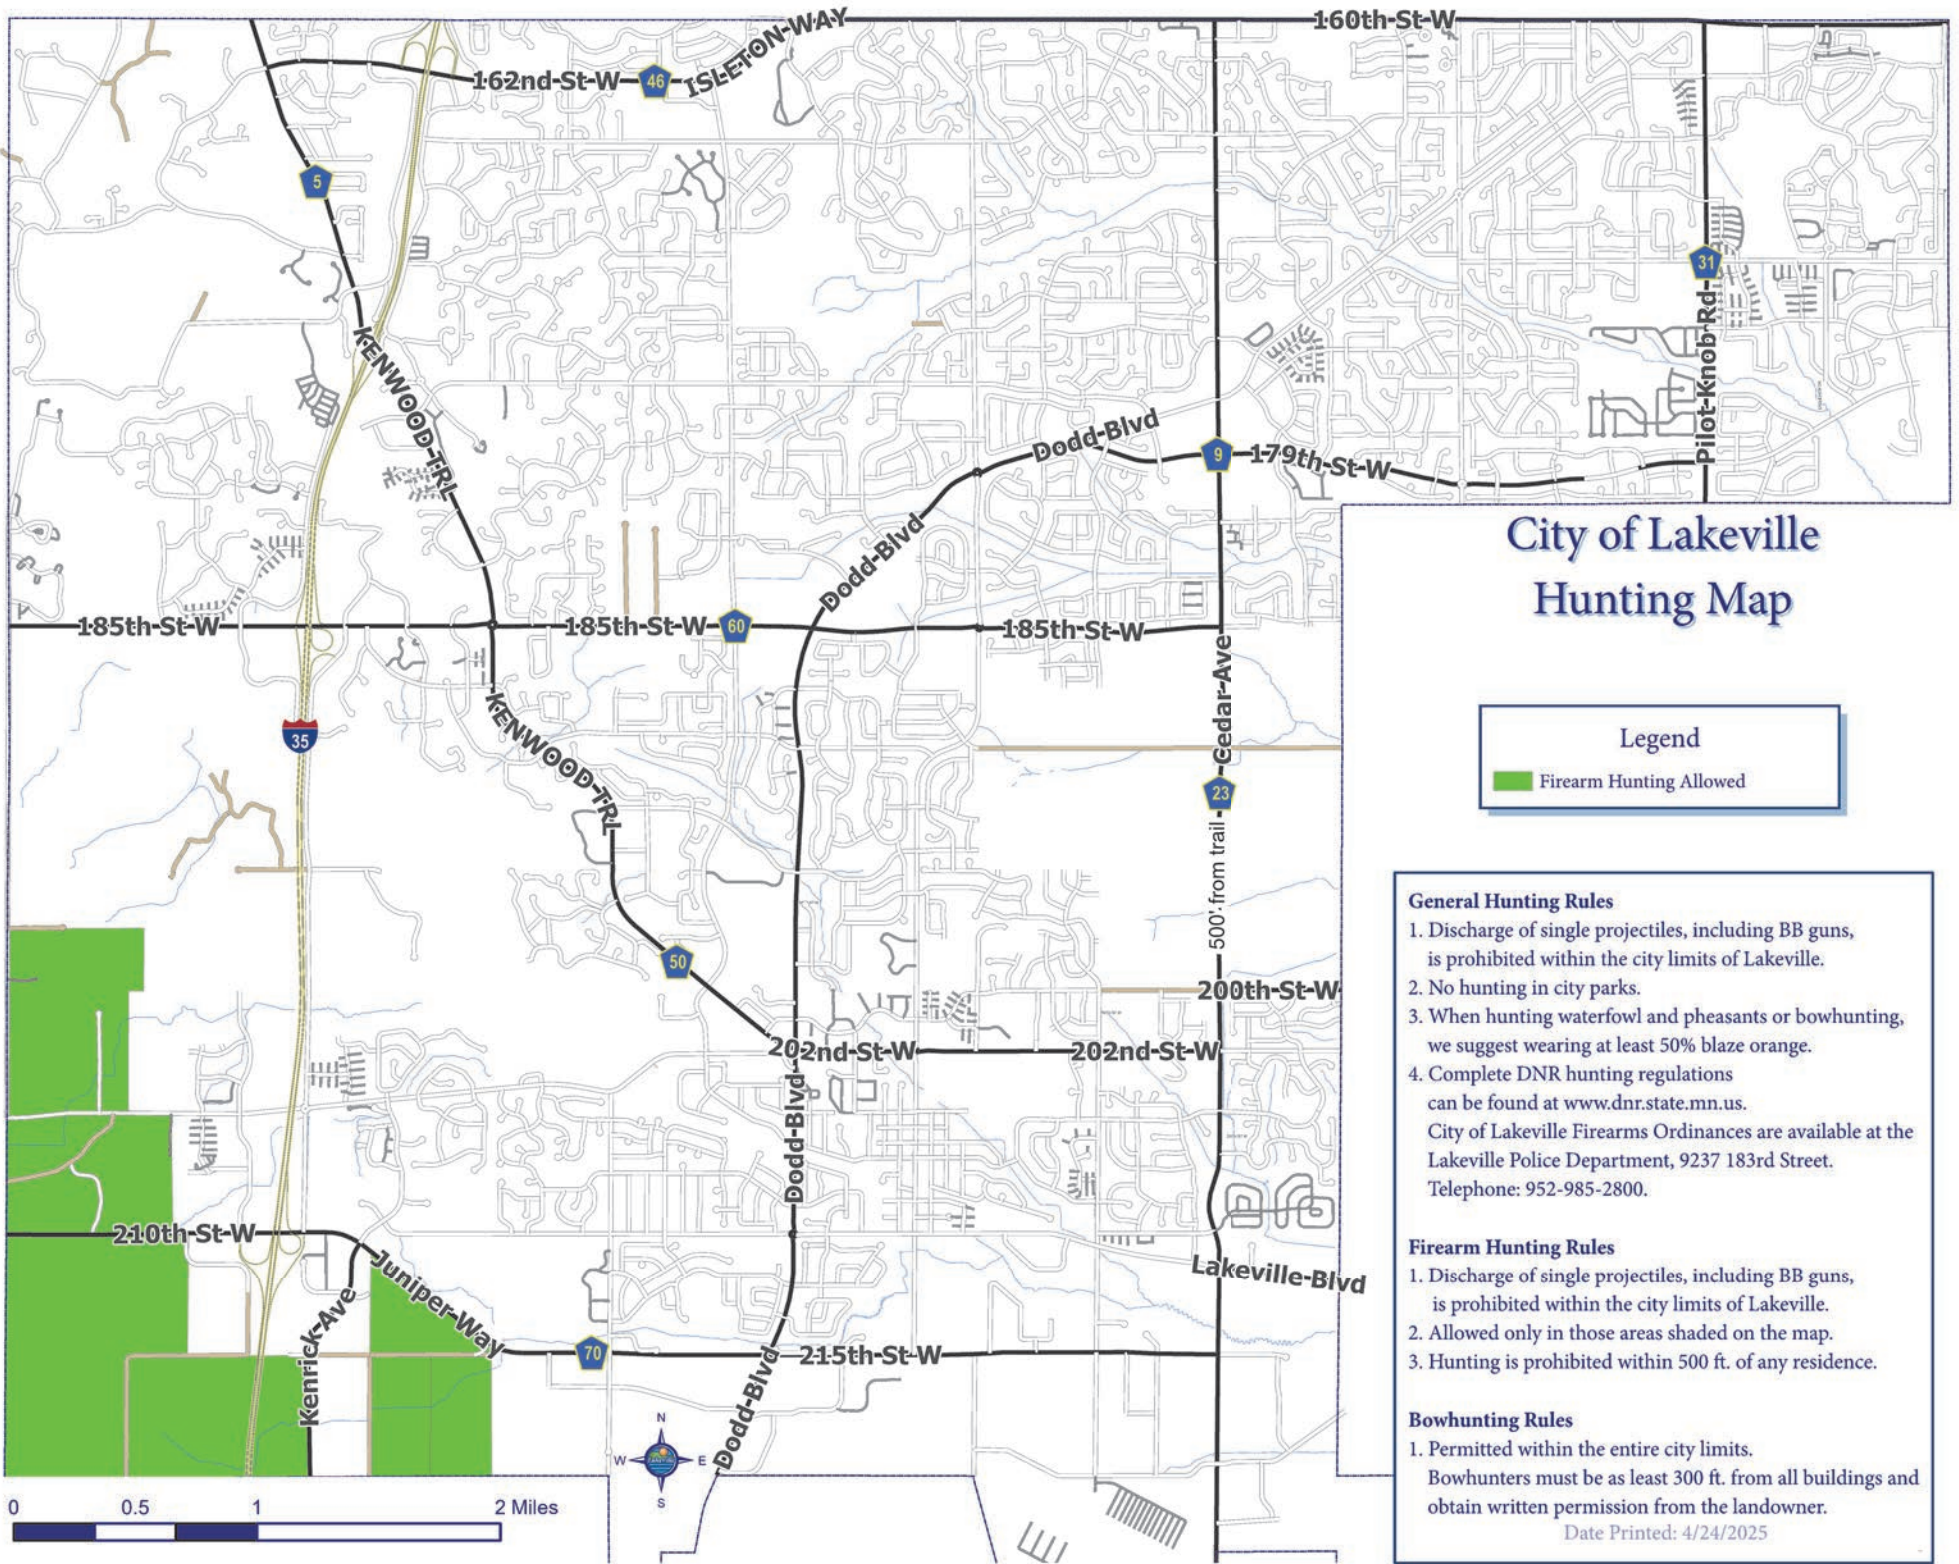 160th St W
ISLETON WAY
162nd St W
46
5
31
KENWOOD TRL
Pilot Knob Rd
Dodd Blvd
9
179th St W
Dodd Blvd
City of Lakeville
Hunting Map
185th St W
185th St W
60
185th St W
Cedar Ave
35
KENWOOD TRL
Legend
Firearm Hunting Allowed
23
500' from trail
50
200th St W
202nd St W
202nd St W
Dodd Blvd
210th St W
Juniper Way
Lakeville Blvd
Kenrick Ave
70
215th St W
Dodd Blvd
N
W E
S
0 0.5 1 2 Miles
General Hunting Rules
1. Discharge of single projectiles, including BB guns,
is prohibited within the city limits of Lakeville.
2. No hunting in city parks.
3. When hunting waterfowl and pheasants or bowhunting,
we suggest wearing at least 50% blaze orange.
4. Complete DNR hunting regulations
can be found at www.dnr.state.mn.us.
City of Lakeville Firearms Ordinances are available at the
Lakeville Police Department, 9237 183rd Street.
Telephone: 952-985-2800.
Firearm Hunting Rules
1. Discharge of single projectiles, including BB guns,
is prohibited within the city limits of Lakeville.
2. Allowed only in those areas shaded on the map.
3. Hunting is prohibited within 500 ft. of any residence.
Bowhunting Rules
1. Permitted within the entire city limits.
Bowhunters must be as least 300 ft. from all buildings and
obtain written permission from the landowner.
Date Printed: 4/24/2025